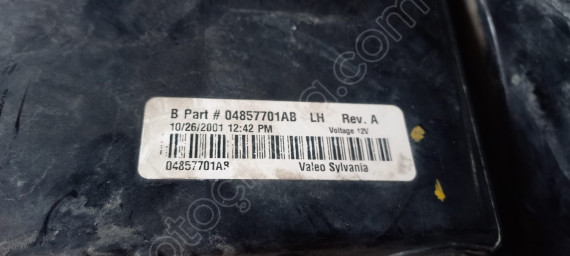 B Part # 04857701AB LH Rev. A
10/26/2001 12:42 PM Voltage 12V
04857701AB Valeo Sylvania